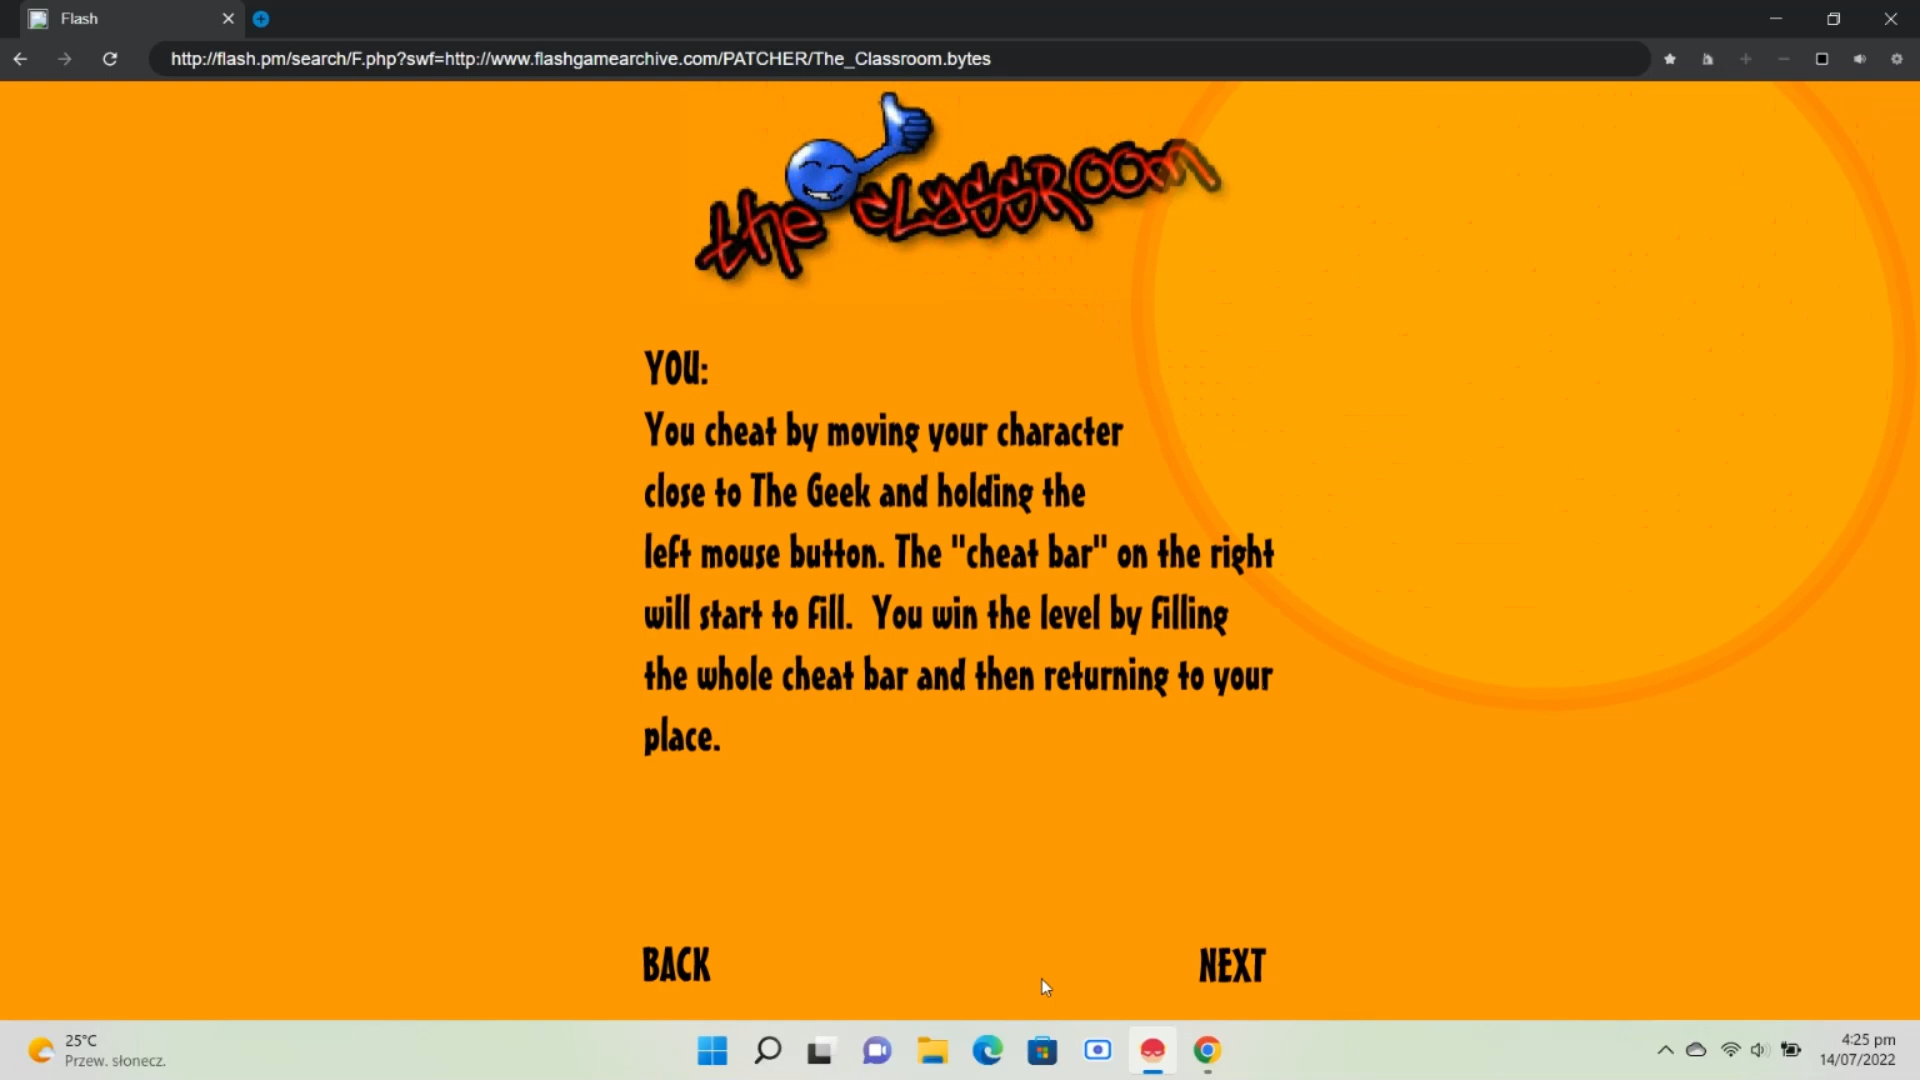 Flash
http://flash.pm/search/F.php?swf=http://www.flashgamearchive.com/PATCHER/The_Classroom.bytes
the cLASSROOm
YOU:
You cheat by moving your character
close to The Geek and holding the
left mouse button. The "cheat bar" on the right
will start to fill.  You win the level by filling
the whole cheat bar and then returning to your
place.
BACK
NEXT
25°C
Przew. słonecz.
4:25 pm
14/07/2022